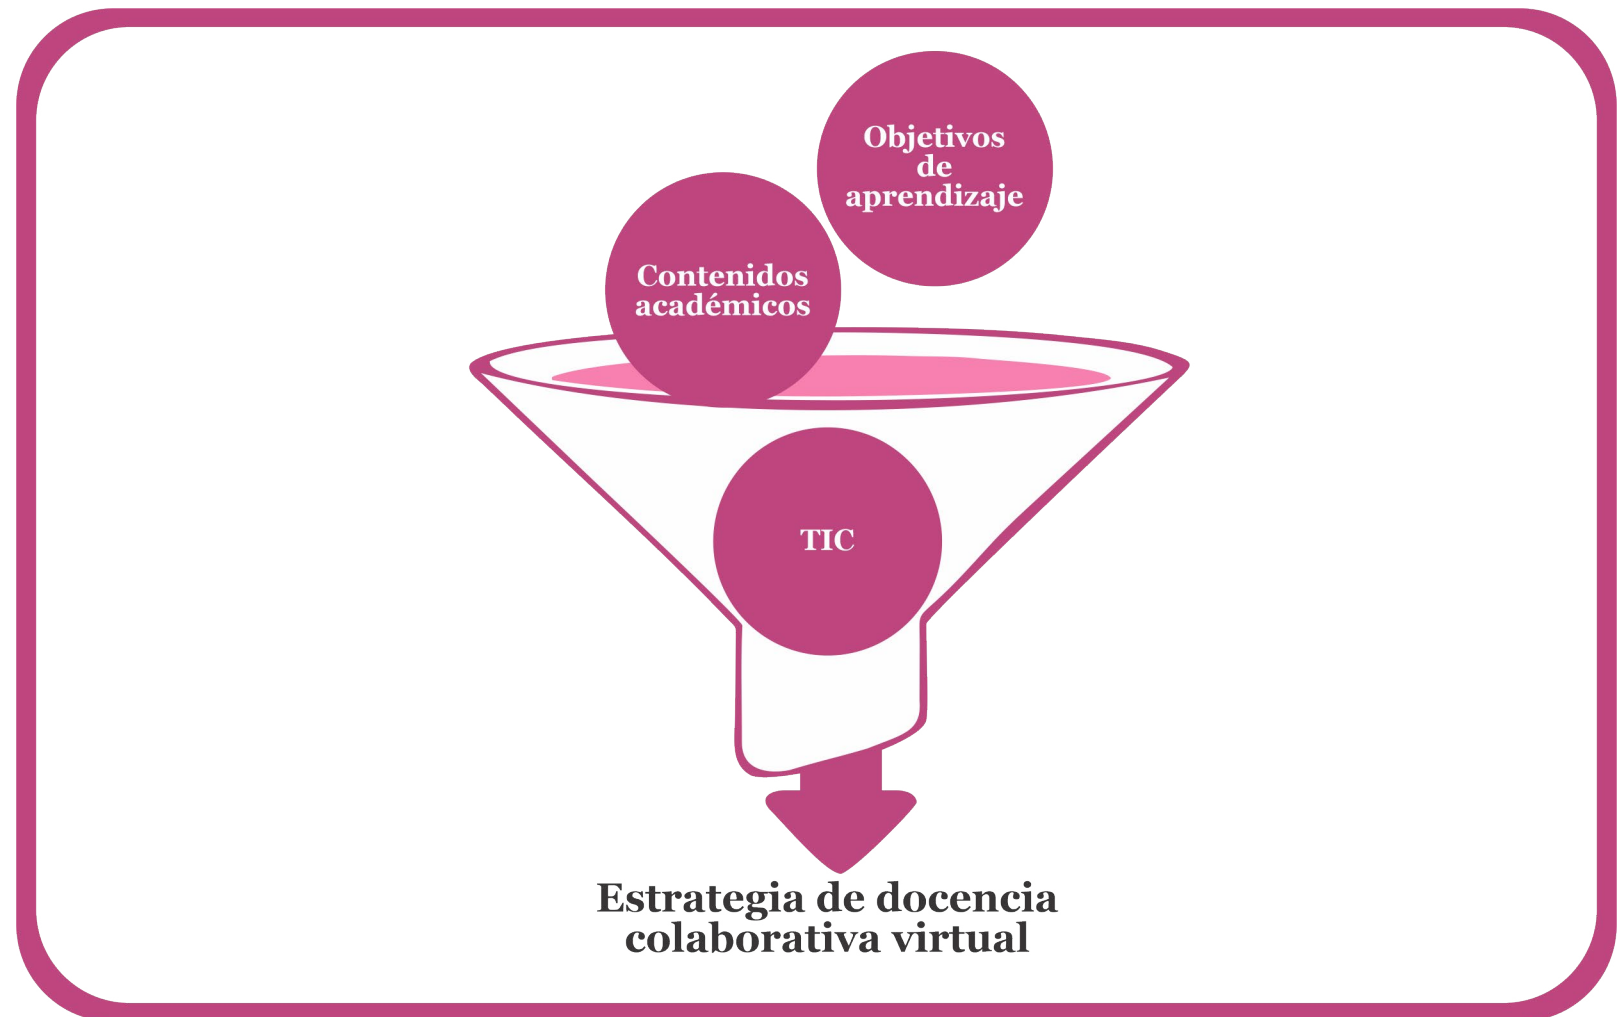 Objetivos
de
aprendizaje
Contenidos
académicos
TIC
Estrategia de docencia
colaborativa virtual